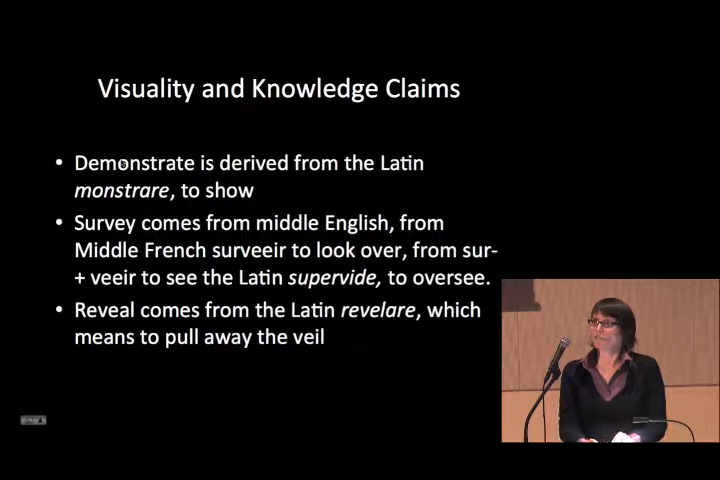 Visuality and Knowledge Claims
• Demonstrate is derived from the Latin
monstrare, to show
• Survey comes from middle English, from
Middle French surveeir to look over, from sur-
+ veeir to see the Latin supervide, to oversee.
• Reveal comes from the Latin revelare, which
means to pull away the veil